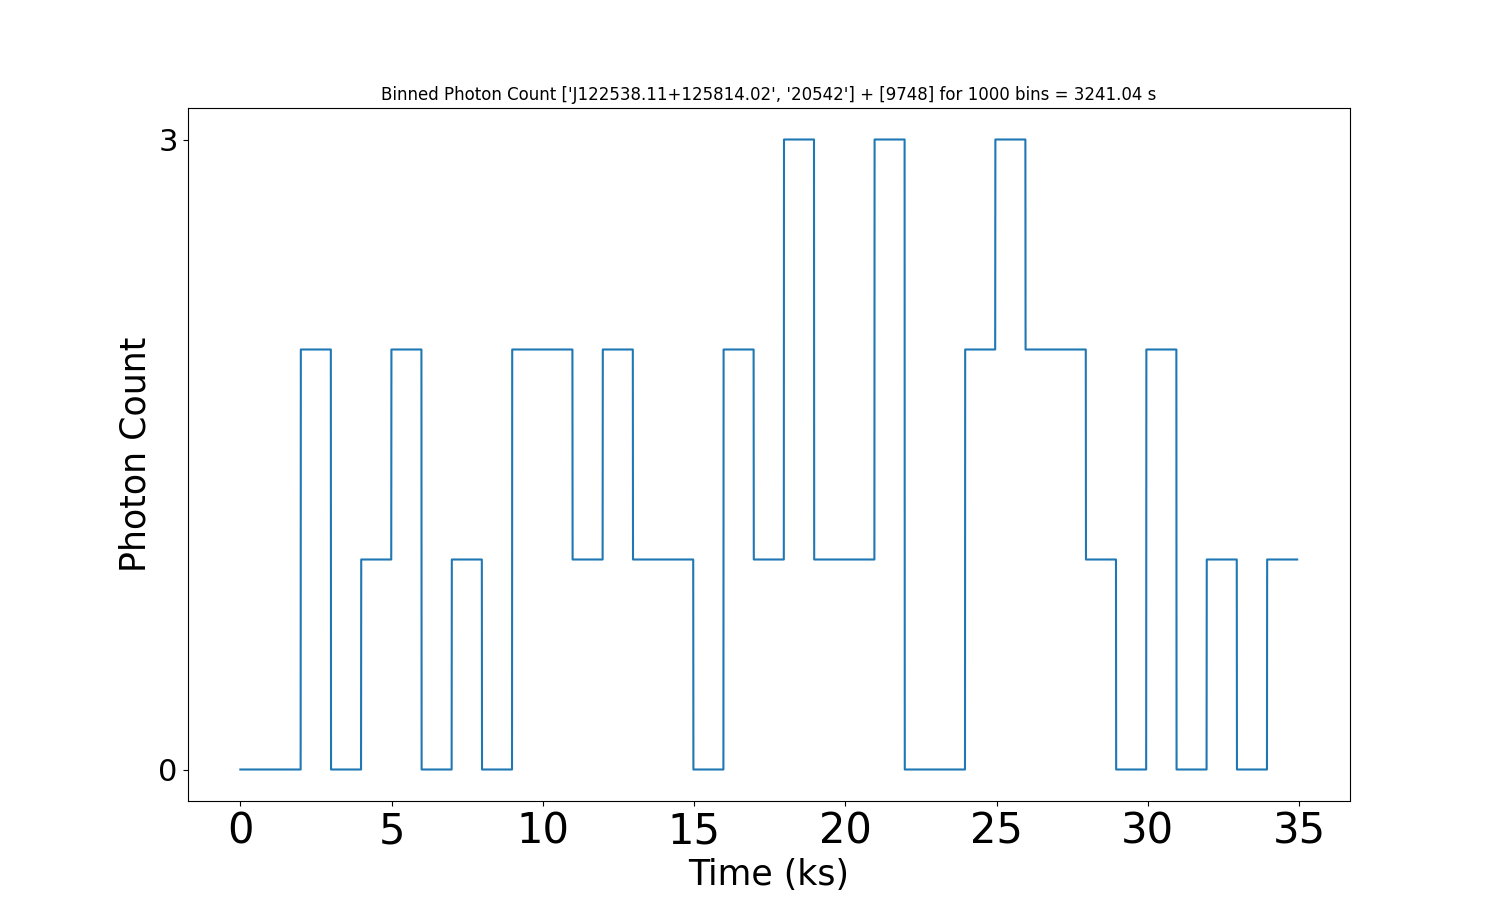 Binned Photon Count ['J122538.11+125814.02', '20542'] + [9748] for 1000 bins = 3241.04 s
3
Photon Count
0
0 5 10 15 20 25 30 35
Time (ks)